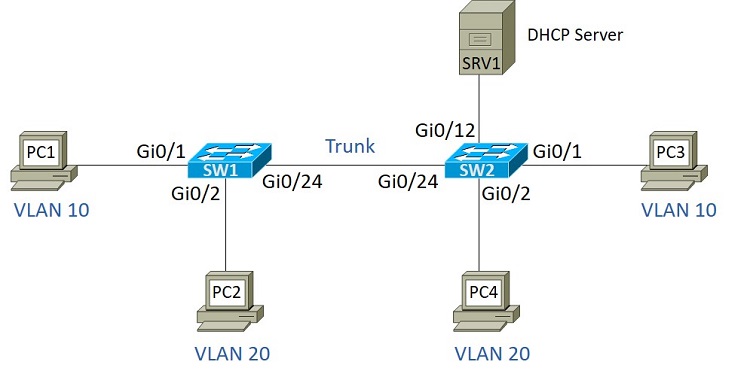 DHCP Server
SRV1
Gi0/12
PC1
Gi0/1
Trunk
Gi0/1
PC3
SW1
SW2
Gi0/2
Gi0/24
Gi0/24
Gi0/2
VLAN 10
VLAN 10
PC2
PC4
VLAN 20
VLAN 20